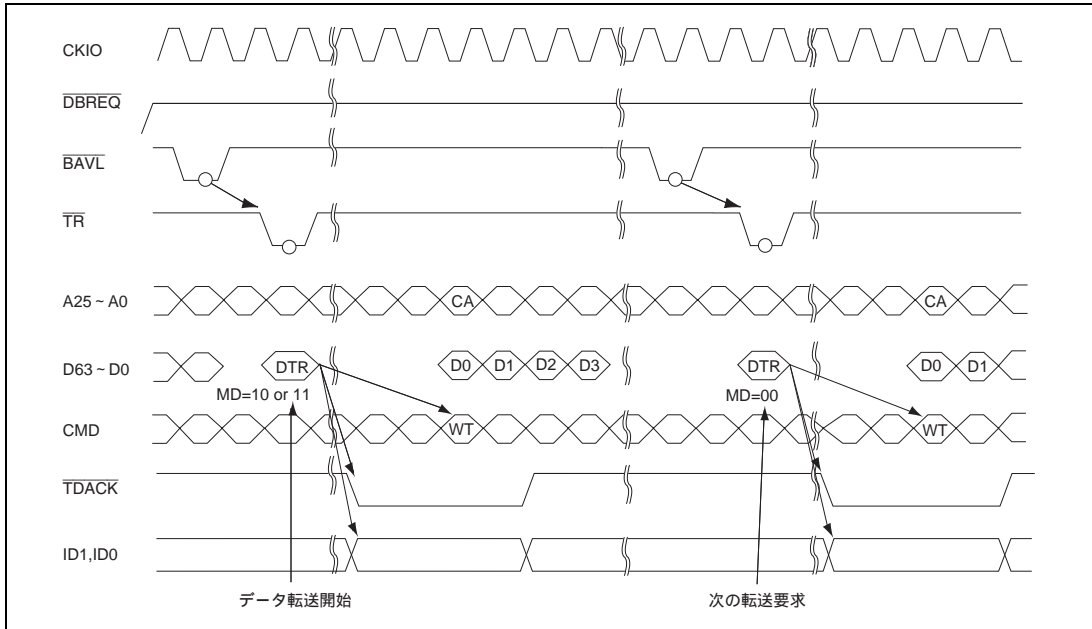 CKIO
DBREQ
BAVL
TR
A25 ~ A0 CA CA
D63 ~ D0 DTR D0 D1 D2 D3 DTR D0 D1
MD=10 or 11 MD=00
CMD WT WT
TDACK
ID1,ID0
データ転送開始 次の転送要求